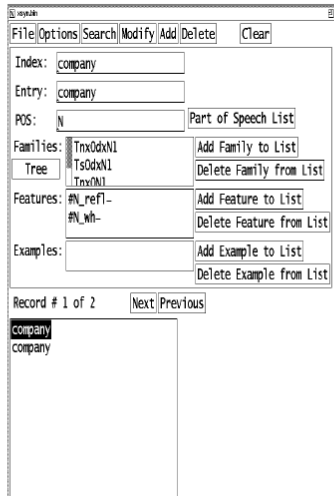 xsyn.bin
File Options Search Modify Add Delete Clear
Index: company
Entry: company
POS: N Part of Speech List
Families: Tnx0dxN1 Add Family to List
Tree TsOdxN1 Delete Family from List
Tnx0N1
Features: #N_refl- Add Feature to List
#N_wh- Delete Feature from List
Examples: Add Example to List
Delete Example from List
Record # 1 of 2 Next Previous
company
company